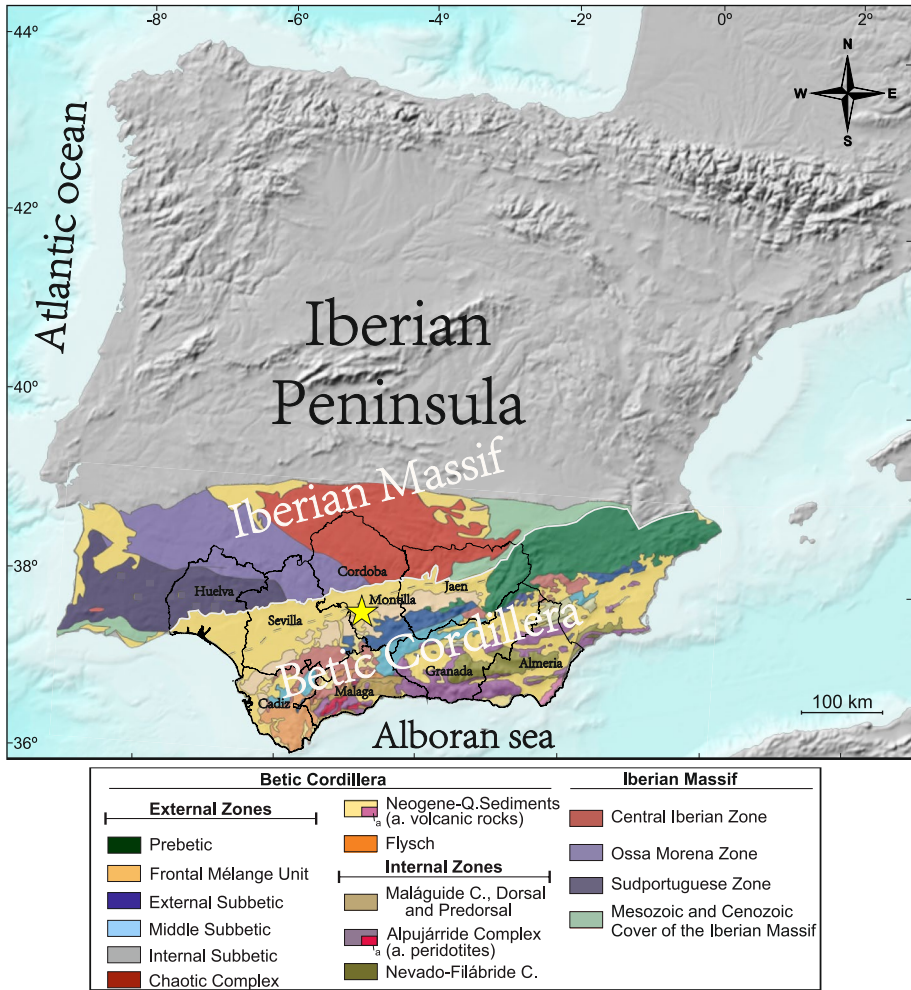 -8º -6º -4º -2º 0º
44º
42º
40º
38º
36º
N
W E
S
Atlantic ocean
Iberian
Peninsula
Iberian Massif
Cordoba
Huelva
Jaen
Montilla
Sevilla
Betic Cordillera
Almeria
Granada
Malaga
Cadiz
100 km
Alboran sea
Betic Cordillera
External Zones
Prebetic
Frontal Mélange Unit
External Subbetic
Middle Subbetic
Internal Subbetic
Chaotic Complex
a
Neogene-Q.Sediments
(a. volcanic rocks)
Flysch
Internal Zones
Maláguide C., Dorsal
and Predorsal
Alpujárride Complex
a
(a. peridotites)
Nevado-Filábride C.
Iberian Massif
Central Iberian Zone
Ossa Morena Zone
Sudportuguese Zone
Mesozoic and Cenozoic
Cover of the Iberian Massif